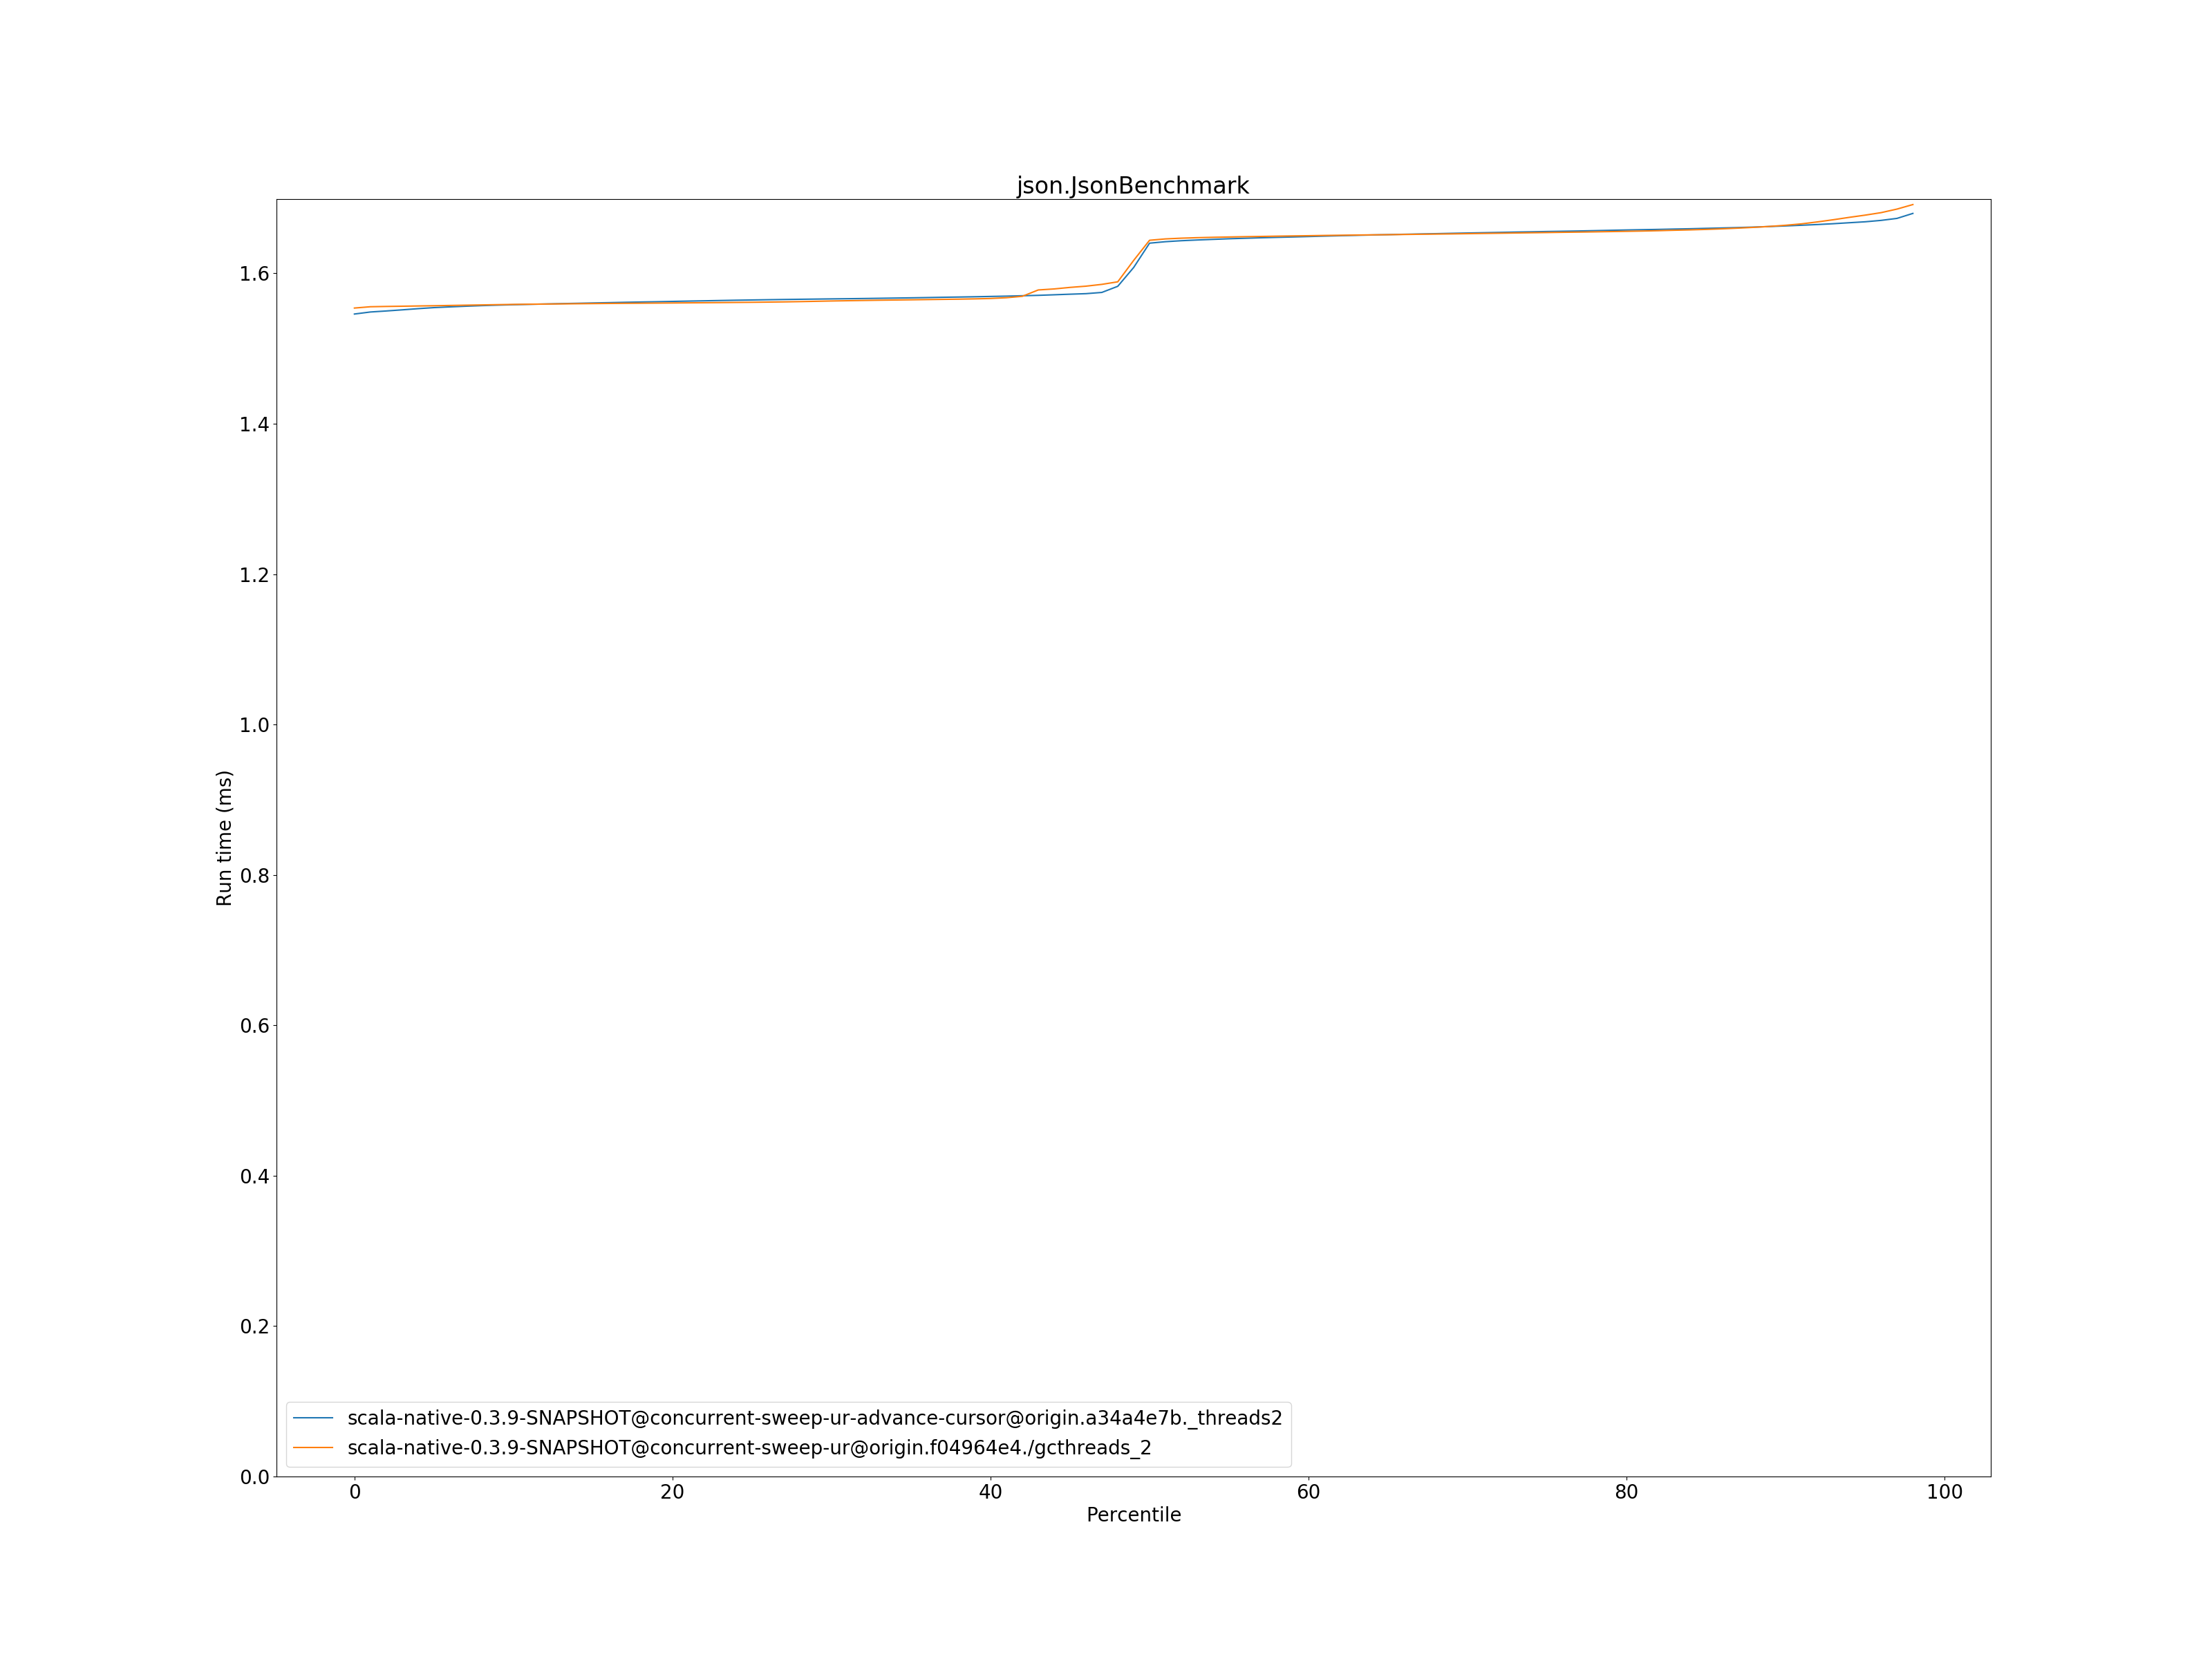 json.JsonBenchmark
Run time (ms)
1.6
1.4
1.2
1.0
0.8
0.6
0.4
0.2
0.0
scala-native-0.3.9-SNAPSHOT@concurrent-sweep-ur-advance-cursor@origin.a34a4e7b._threads2
scala-native-0.3.9-SNAPSHOT@concurrent-sweep-ur@origin.f04964e4./gcthreads_2
0 20 40 60 80 100
Percentile